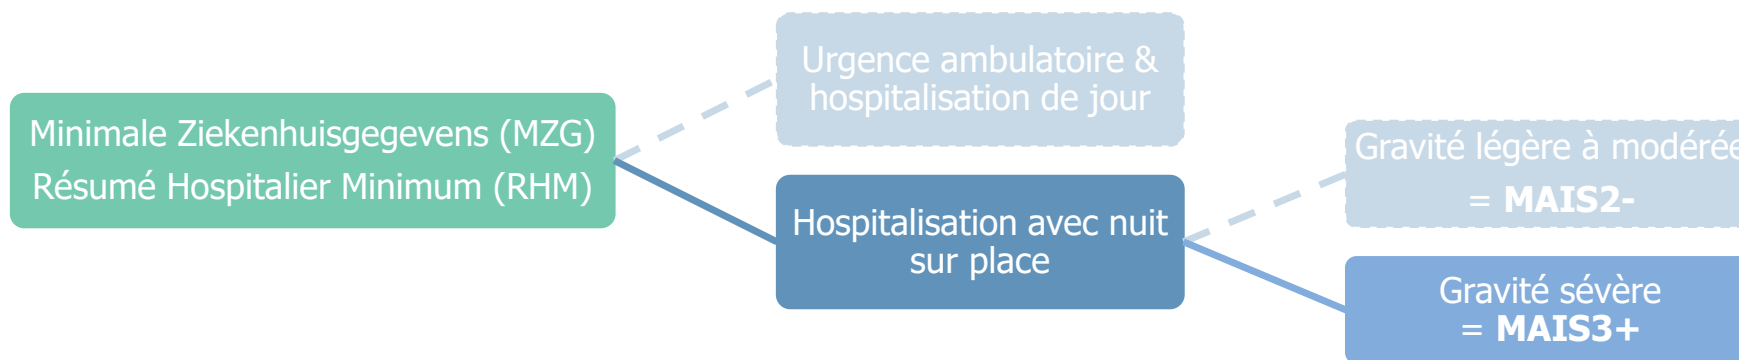 Minimale Ziekenhuisgegevens (MZG)
Résumé Hospitalier Minimum (RHM)
Urgence ambulatoire &
hospitalisation de jour
Hospitalisation avec nuit
sur place
Gravité légère à modérée
= MAIS2-
Gravité sévère
= MAIS3+